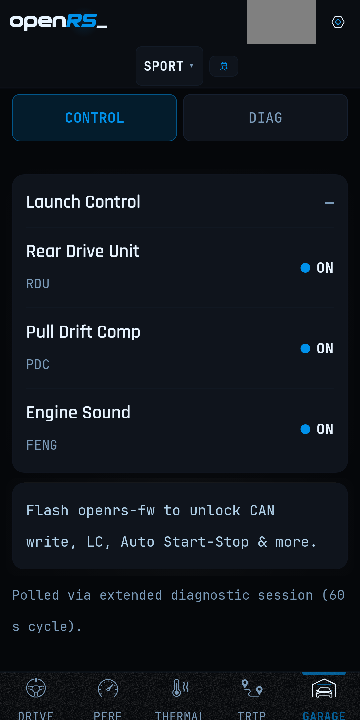 openRS_
SPORT ▾
CONTROL
DIAG
Launch Control
—
Rear Drive Unit
ON
RDU
Pull Drift Comp
ON
PDC
Engine Sound
ON
FENG
Flash openrs-fw to unlock CAN
write, LC, Auto Start-Stop & more.
Polled via extended diagnostic session (60
s cycle).
DRIVE PERF THERMAL TRIP GARAGE